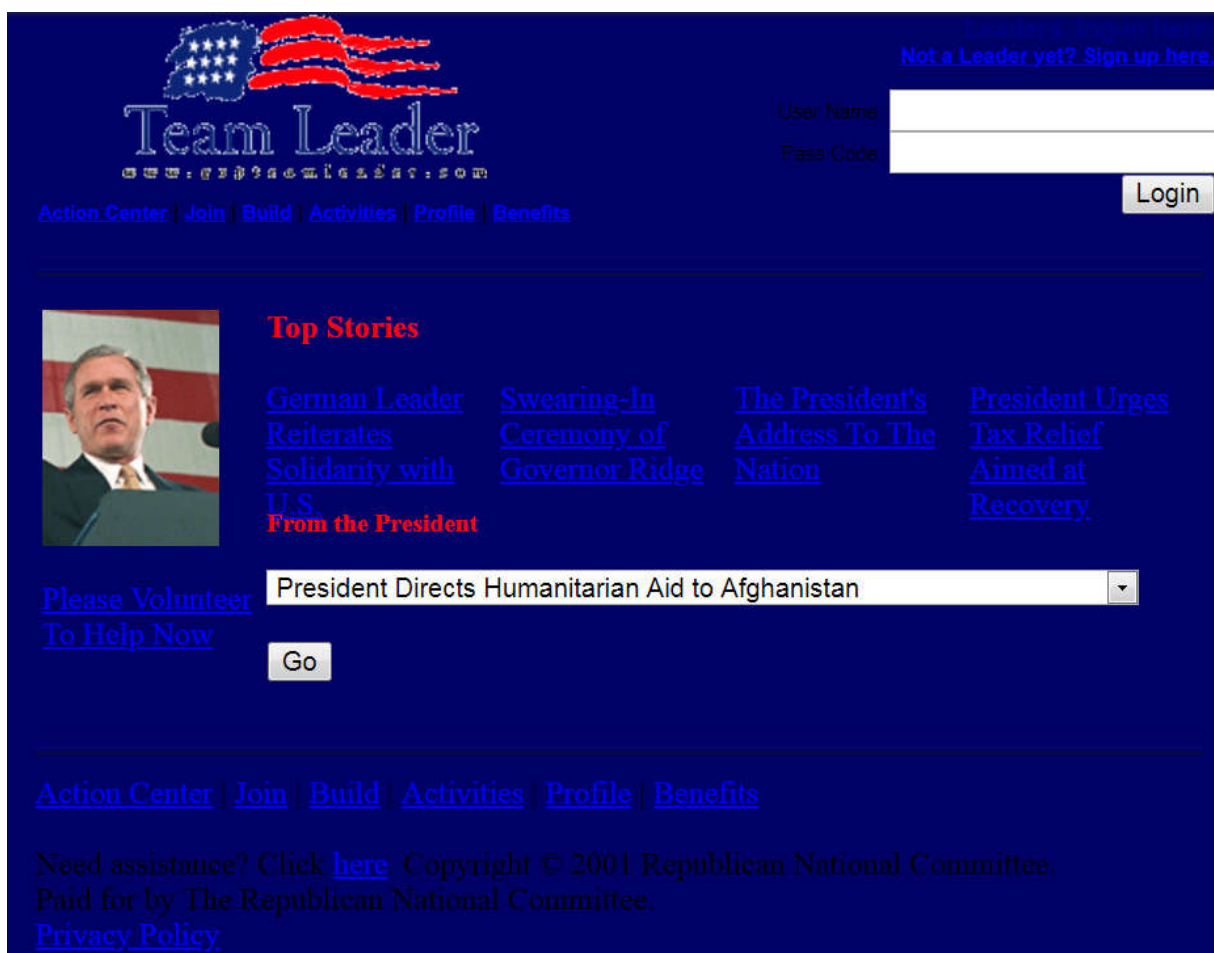 Team Leader
www.gopteamleader.com
Not a Leader yet? Sign up here.
User Name:
Pass Code:
Login
Action Center | Join | Build | Activities | Profile | Benefits
Top Stories
German Leader
Reiterates
Solidarity with
U.S.
Swearing-In
Ceremony of
Governor Ridge
The President's
Address To The
Nation
President Urges
Tax Relief
Aimed at
Recovery
From the President
President Directs Humanitarian Aid to Afghanistan
Go
Please Volunteer
To Help Now
Action Center | Join | Build | Activities | Profile | Benefits
Need assistance? Click here. Copyright © 2001 Republican National Committee.
Paid for by The Republican National Committee.
Privacy Policy